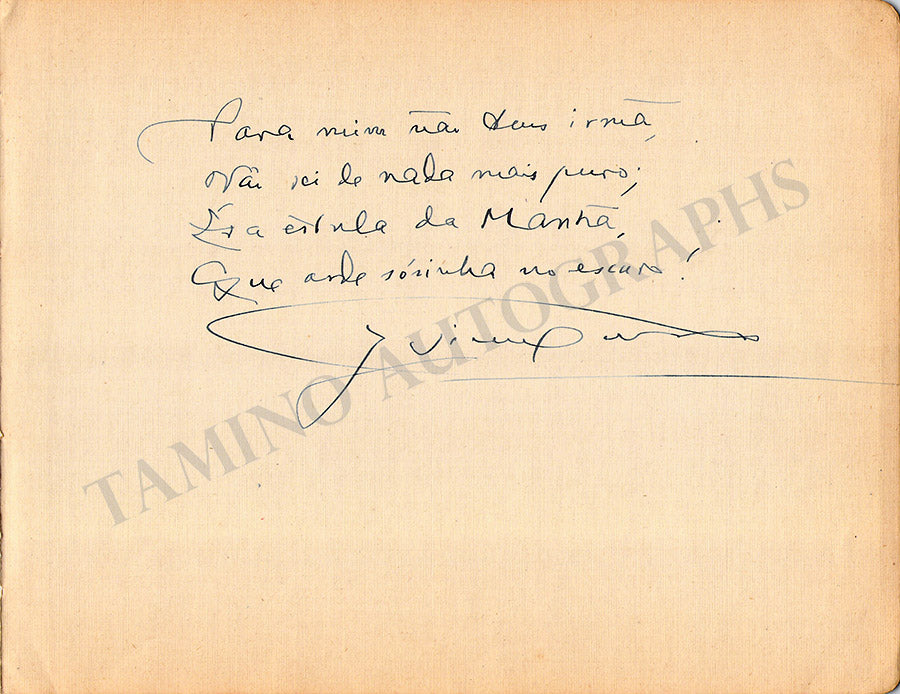 Para mim não tens irmã,
Não sei de nada mais puro;
És a estrela da Manhã,
Que arde sósinha no escuro!
TAMINO AUTOGRAPHS